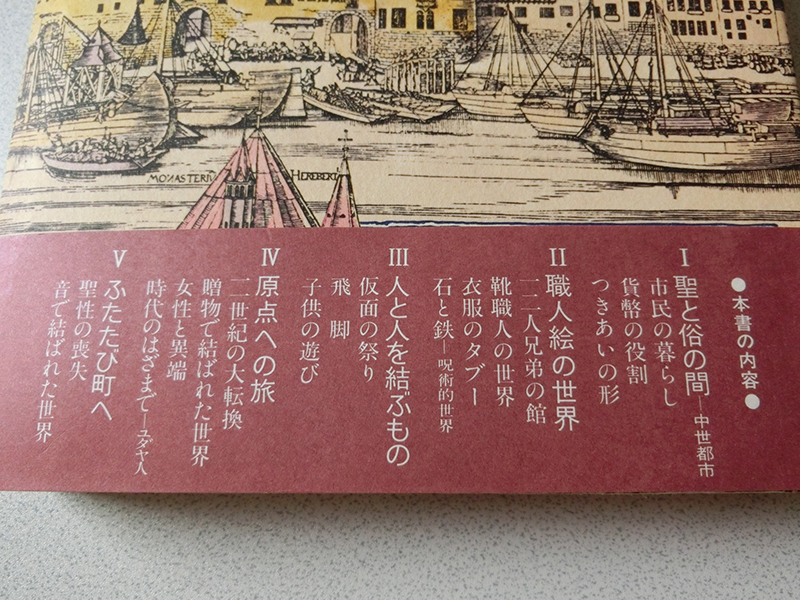 MONASTERIV
HEREBERT
●本書の内容●
I 聖と俗の間―中世都市
市民の暮らし
貨幣の役割
つきあいの形
II 職人絵の世界
一二人兄弟の館
靴職人の世界
衣服のタブー
石と鉄―呪術的世界
III 人と人を結ぶもの
仮面の祭り
飛脚
子供の遊び
IV 原点への旅
一一世紀の大転換
贈物で結ばれた世界
女性と異端
時代のはざまで―ユダヤ人
V ふたたび町へ
聖性の喪失
音で結ばれた世界